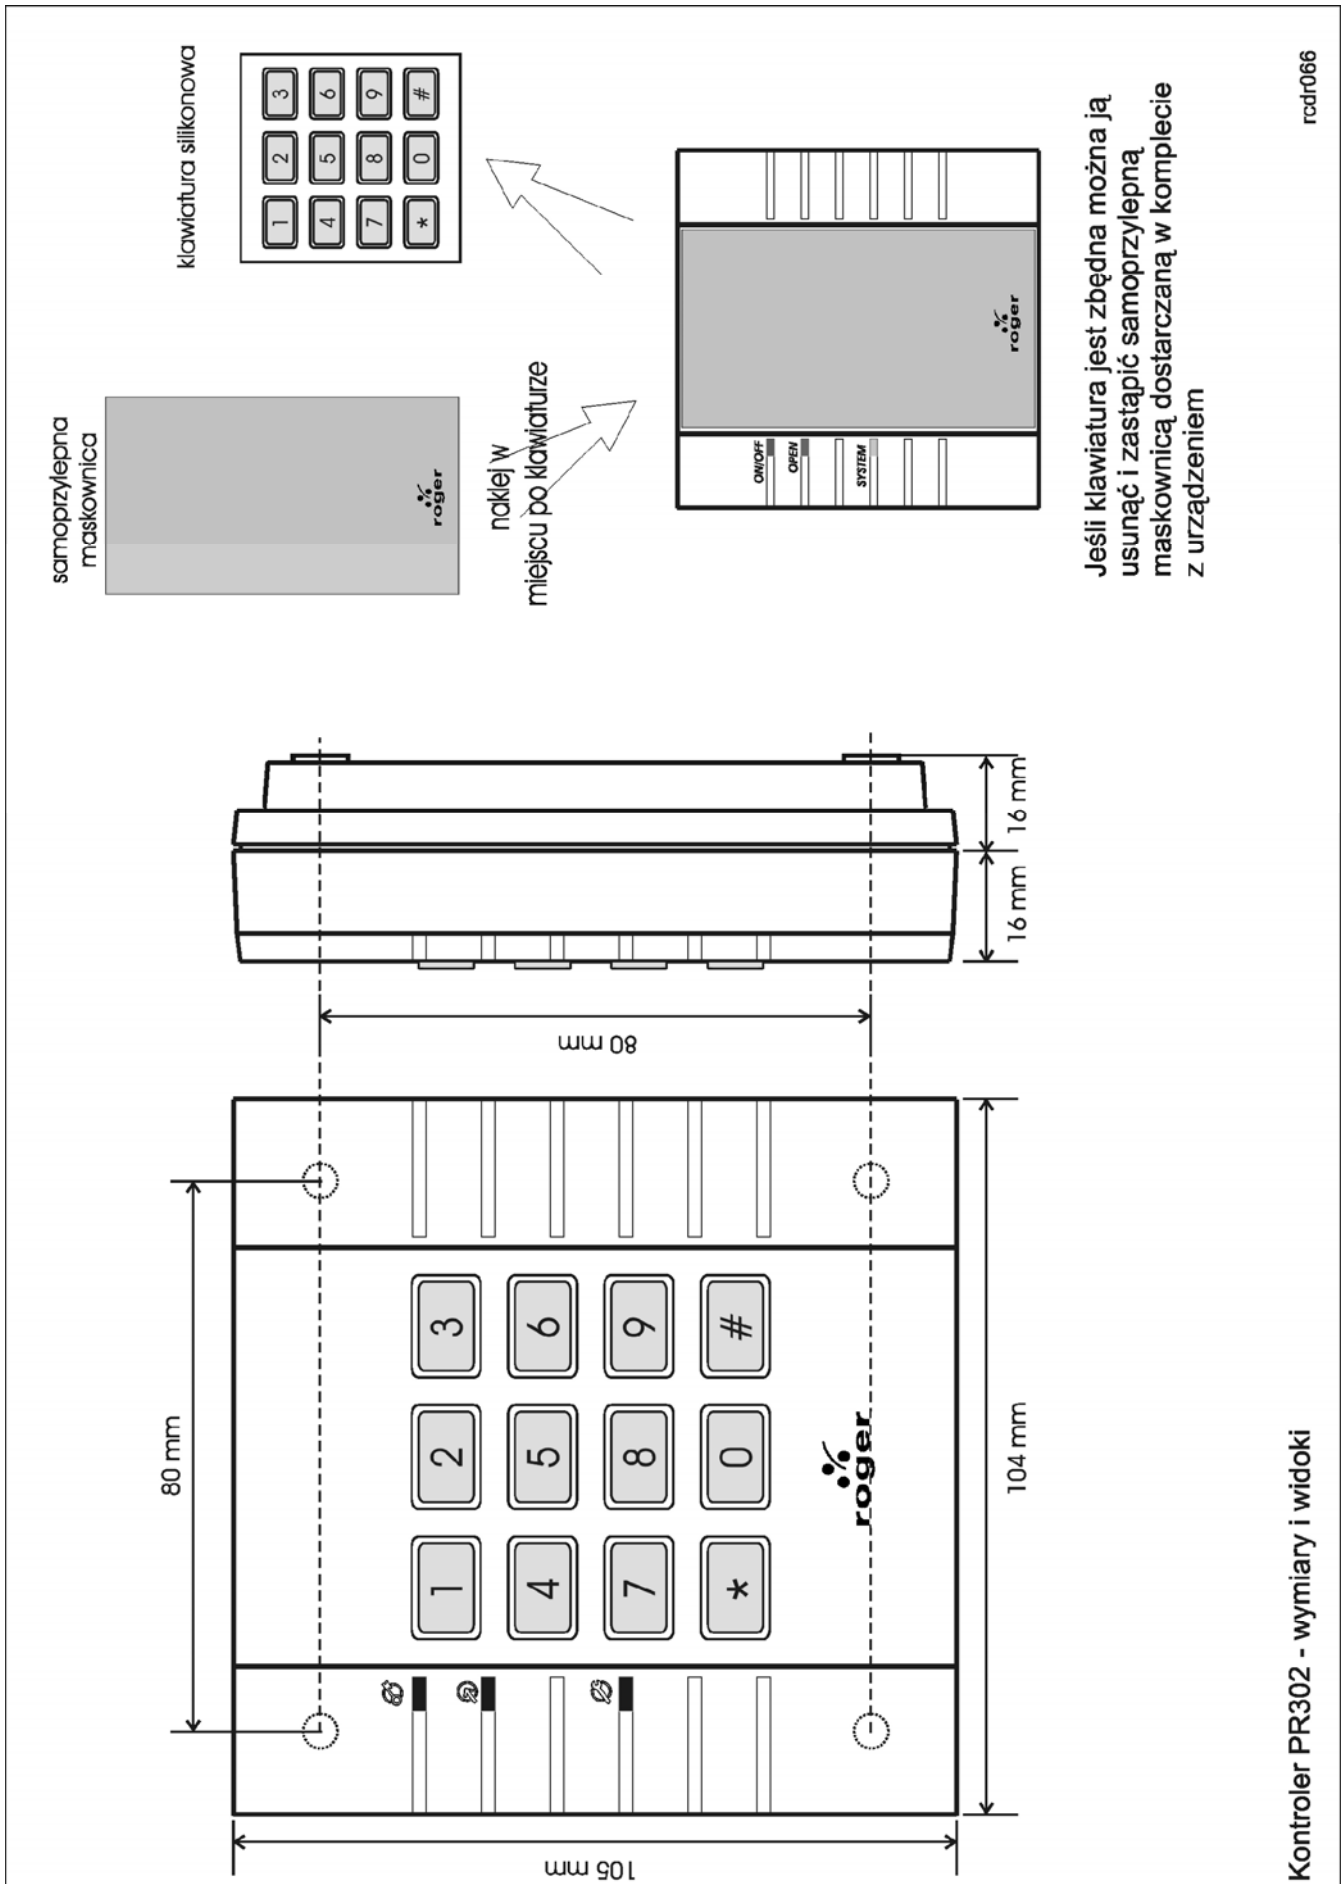 samoprzylepna
maskownica
roger
klawiatura silikonowa
1 2 3
4 5 6
7 8 9
* 0 #
naklej w
miejscu po klawiaturze
ON/OFF
OPEN
SYSTEM
roger
Jeśli klawiatura jest zbędna można ją
usunąć i zastąpić samoprzylepną
maskownicą dostarczaną w komplecie
z urządzeniem
rcdr066
80 mm
105 mm
1 2 3
4 5 6
7 8 9
* 0 #
roger
104 mm
80 mm
16 mm
16 mm
Kontroler PR302 - wymiary i widoki